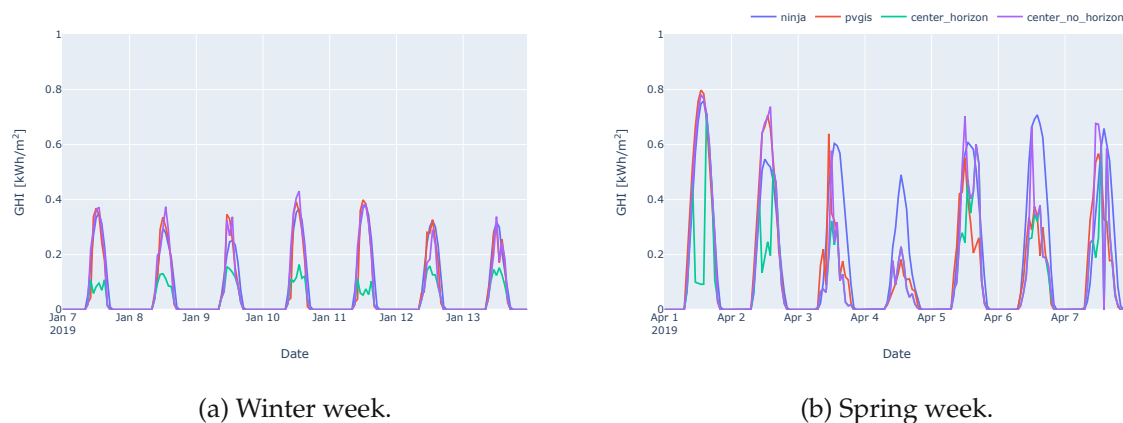 ninja pvgis center_horizon center_no_horizon
1
0.8
0.6
0.4
0.2
0
GHI [kWh/m²]
Jan 7 Jan 8 Jan 9 Jan 10 Jan 11 Jan 12 Jan 13
2019
Date
(a) Winter week.
1
0.8
0.6
0.4
0.2
0
GHI [kWh/m²]
Apr 1 Apr 2 Apr 3 Apr 4 Apr 5 Apr 6 Apr 7
2019
Date
(b) Spring week.